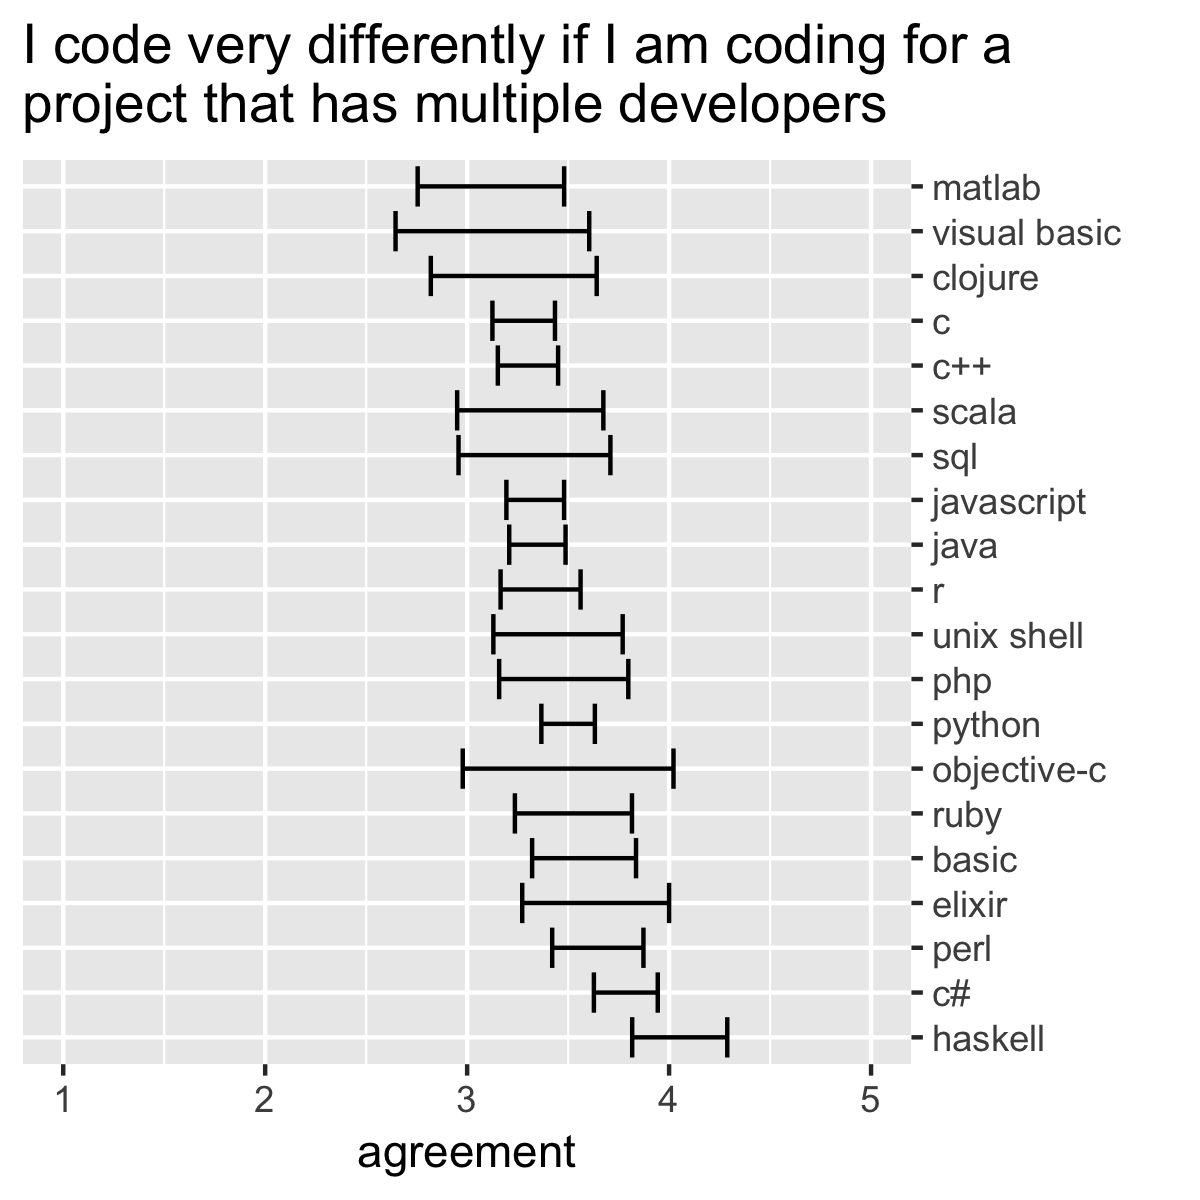 I code very differently if I am coding for a
project that has multiple developers
matlab
visual basic
clojure
c
c++
scala
sql
javascript
java
r
unix shell
php
python
objective-c
ruby
basic
elixir
perl
c#
haskell
1 2 3 4 5
agreement